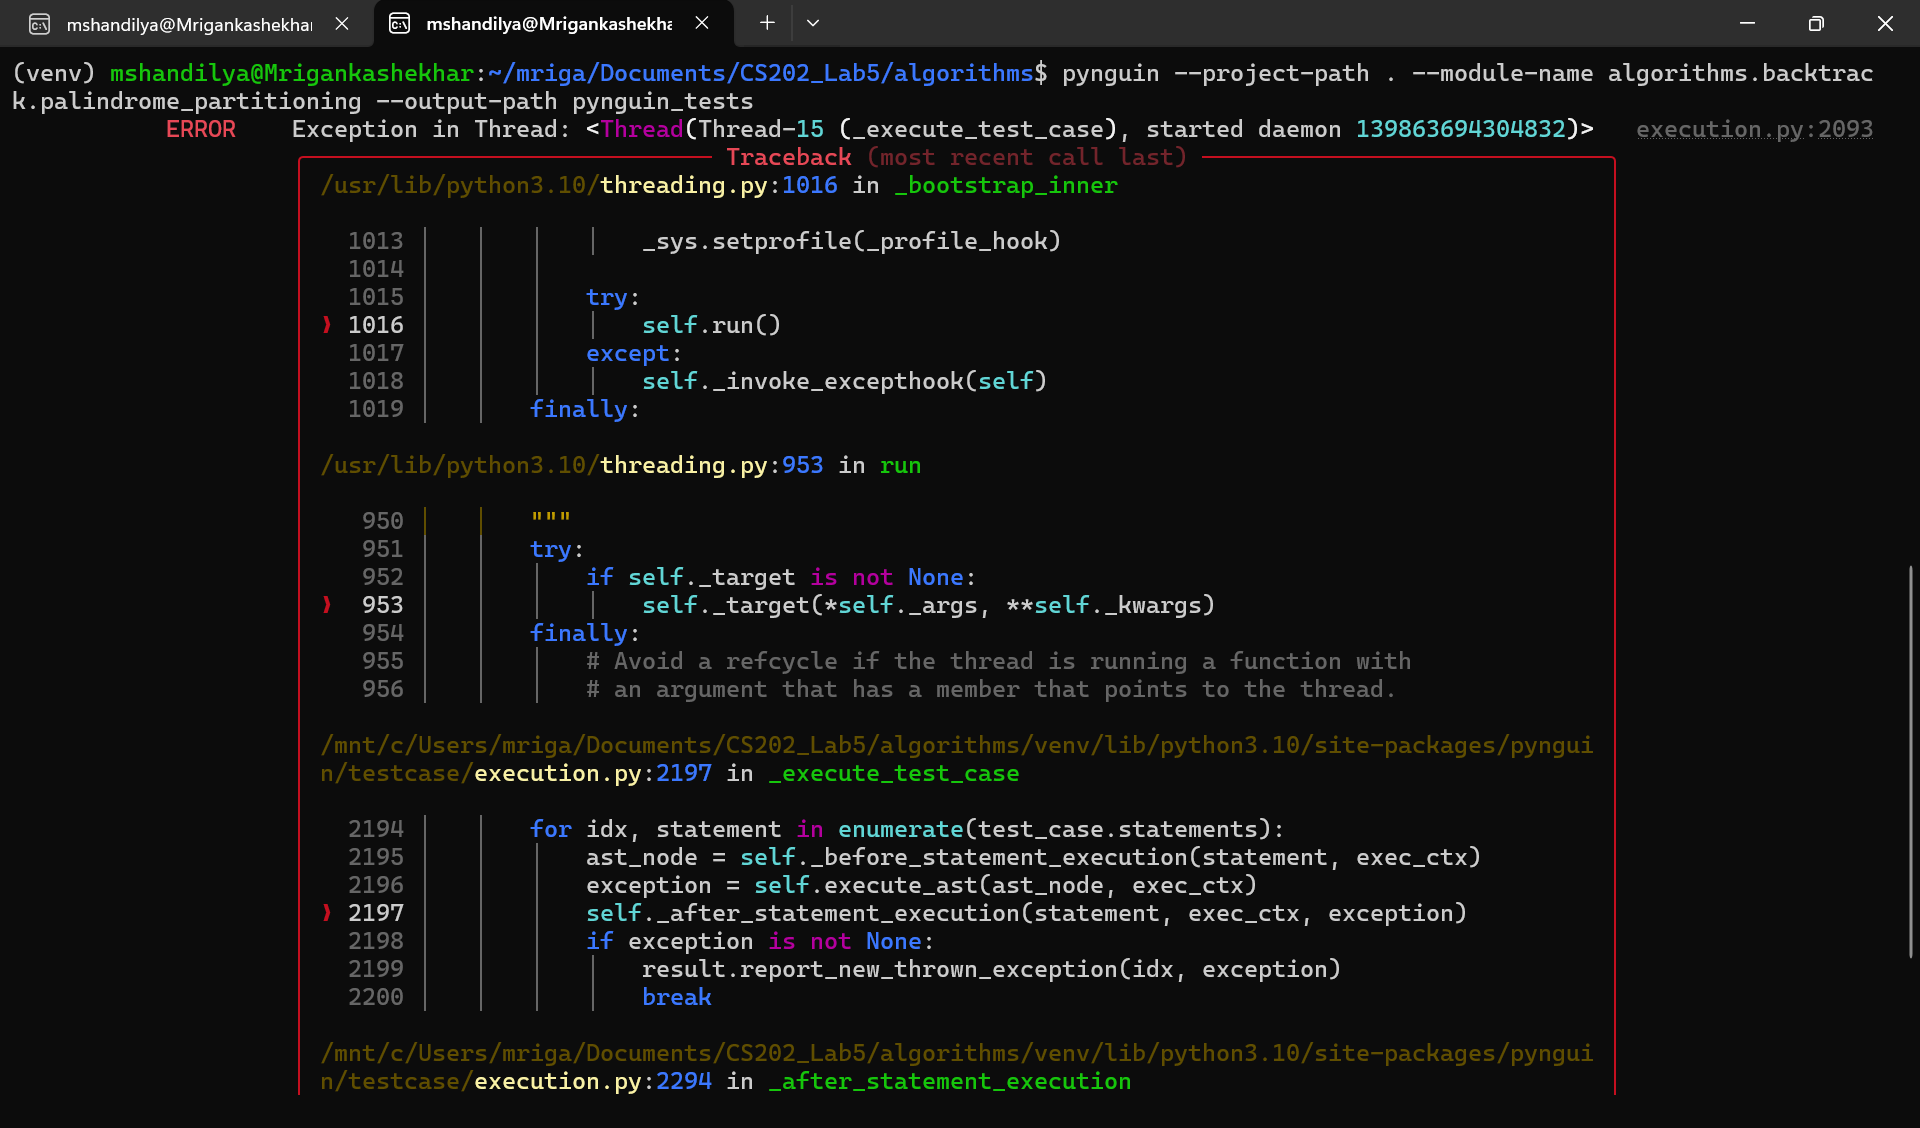 mshandilya@Mrigankashekhar
mshandilya@Mrigankashekha
(venv) mshandilya@Mrigankashekhar:~/mriga/Documents/CS202_Lab5/algorithms$ pynguin --project-path . --module-name algorithms.backtrac
k.palindrome_partitioning --output-path pynguin_tests
ERROR Exception in Thread: <Thread(Thread-15 (_execute_test_case), started daemon 139863694304832)> execution.py:2093
Traceback (most recent call last)
/usr/lib/python3.10/threading.py:1016 in _bootstrap_inner
1013 _sys.setprofile(_profile_hook)
1014
1015 try:
❱ 1016 self.run()
1017 except:
1018 self._invoke_excepthook(self)
1019 finally:
/usr/lib/python3.10/threading.py:953 in run
950 """
951 try:
952 if self._target is not None:
❱ 953 self._target(*self._args, **self._kwargs)
954 finally:
955 # Avoid a refcycle if the thread is running a function with
956 # an argument that has a member that points to the thread.
/mnt/c/Users/mriga/Documents/CS202_Lab5/algorithms/venv/lib/python3.10/site-packages/pyngui
n/testcase/execution.py:2197 in _execute_test_case
2194 for idx, statement in enumerate(test_case.statements):
2195 ast_node = self._before_statement_execution(statement, exec_ctx)
2196 exception = self.execute_ast(ast_node, exec_ctx)
❱ 2197 self._after_statement_execution(statement, exec_ctx, exception)
2198 if exception is not None:
2199 result.report_new_thrown_exception(idx, exception)
2200 break
/mnt/c/Users/mriga/Documents/CS202_Lab5/algorithms/venv/lib/python3.10/site-packages/pyngui
n/testcase/execution.py:2294 in _after_statement_execution